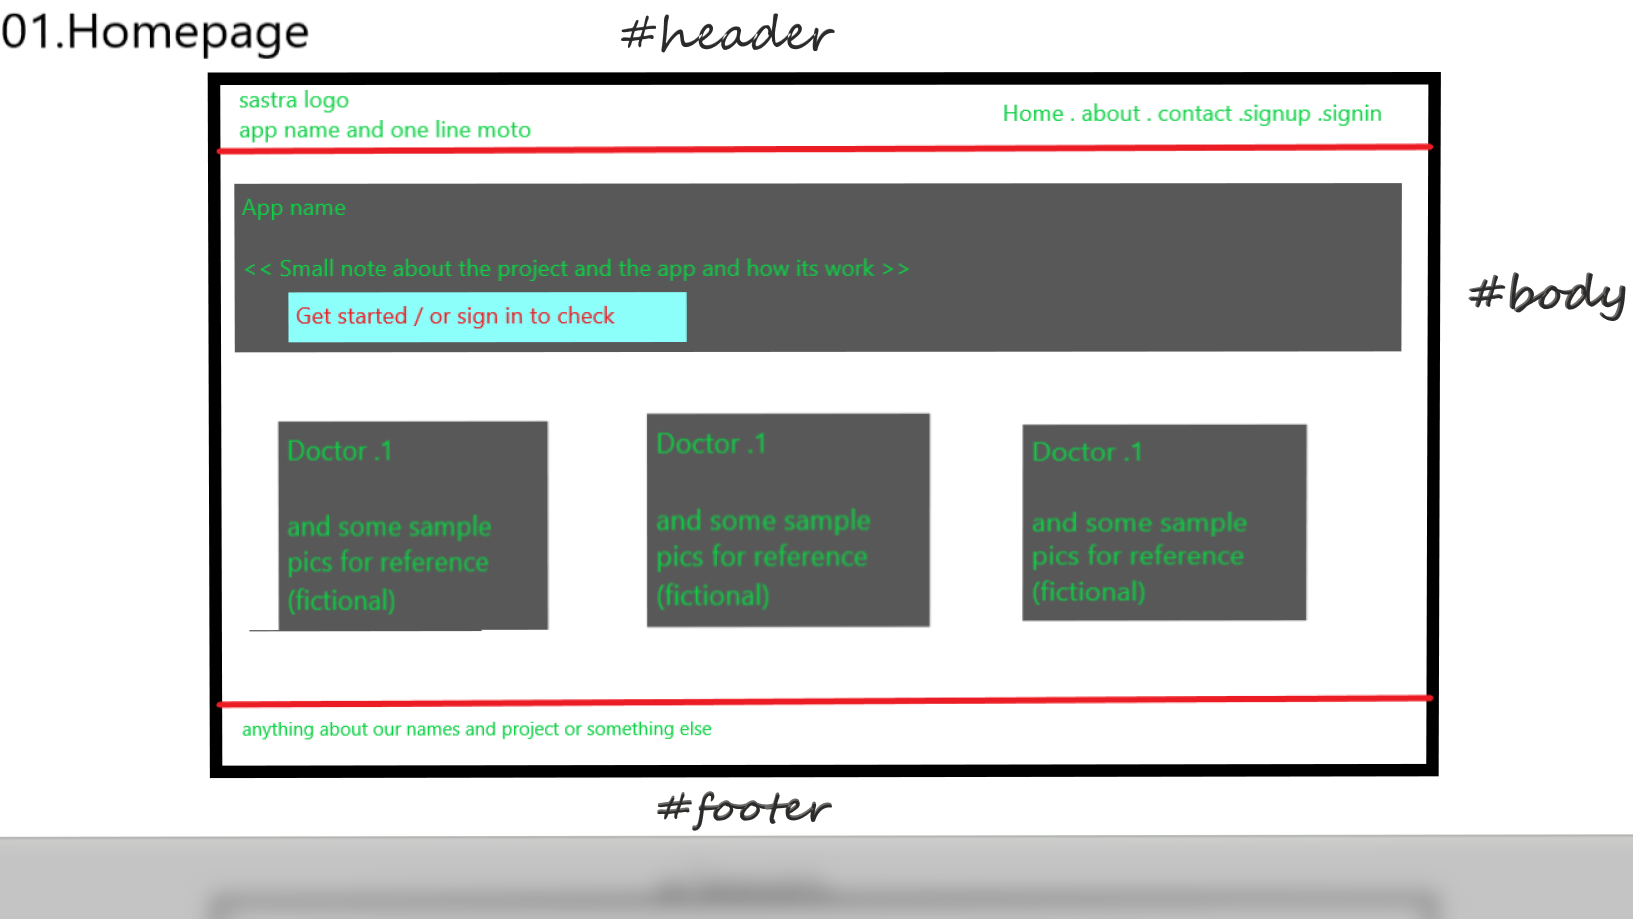 01.Homepage
#header
sastra logo
app name and one line moto
Home . about . contact .signup .signin
App name
<< Small note about the project and the app and how its work >>
Get started / or sign in to check
#body
Doctor .1
and some sample
pics for reference
(fictional)
Doctor .1
and some sample
pics for reference
(fictional)
Doctor .1
and some sample
pics for reference
(fictional)
anything about our names and project or something else
#footer